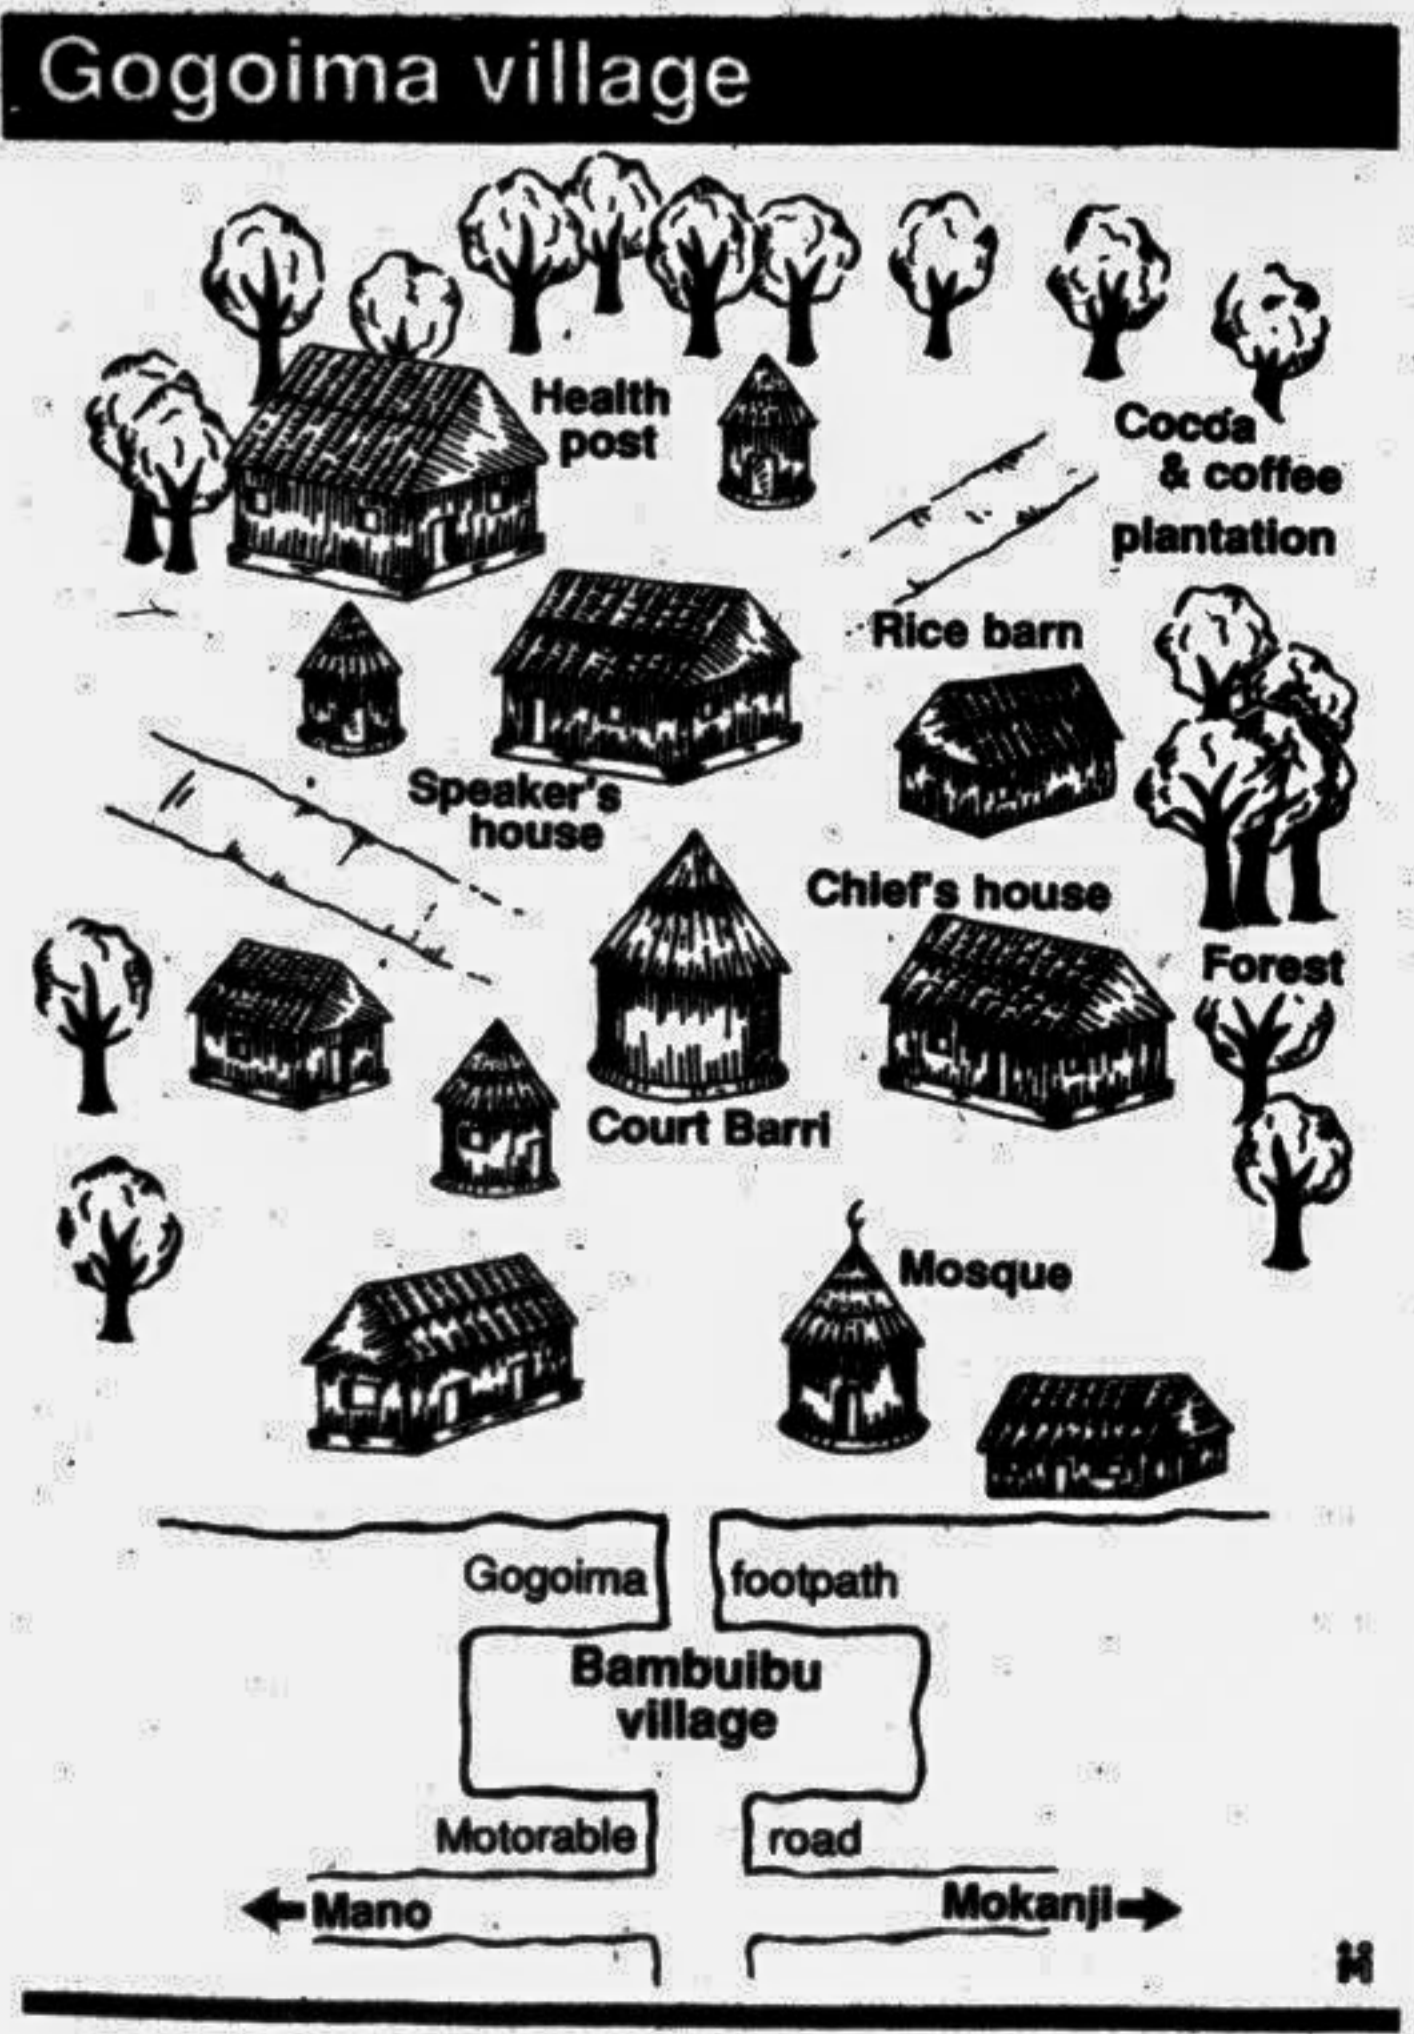 Gogoima village
Health
post
Cocoa
& coffee
plantation
Rice barn
Speaker's
house
Chief's house
Forest
Court Barri
Mosque
Gogoima footpath
Bambuibu
village
Motorable road
Mano
Mokanji